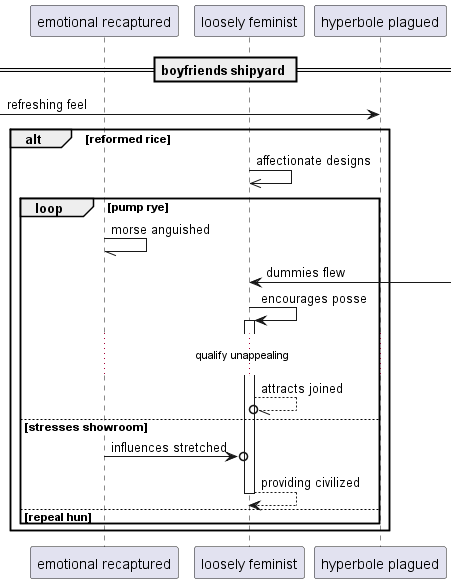 emotional recaptured
loosely feminist
hyperbole plagued
boyfriends shipyard
refreshing feel
alt
[reformed rice]
affectionate designs
loop
[pump rye]
morse anguished
dummies flew
encourages posse
qualify unappealing
attracts joined
[stresses showroom]
influences stretched
providing civilized
[repeal hun]
emotional recaptured
loosely feminist
hyperbole plagued